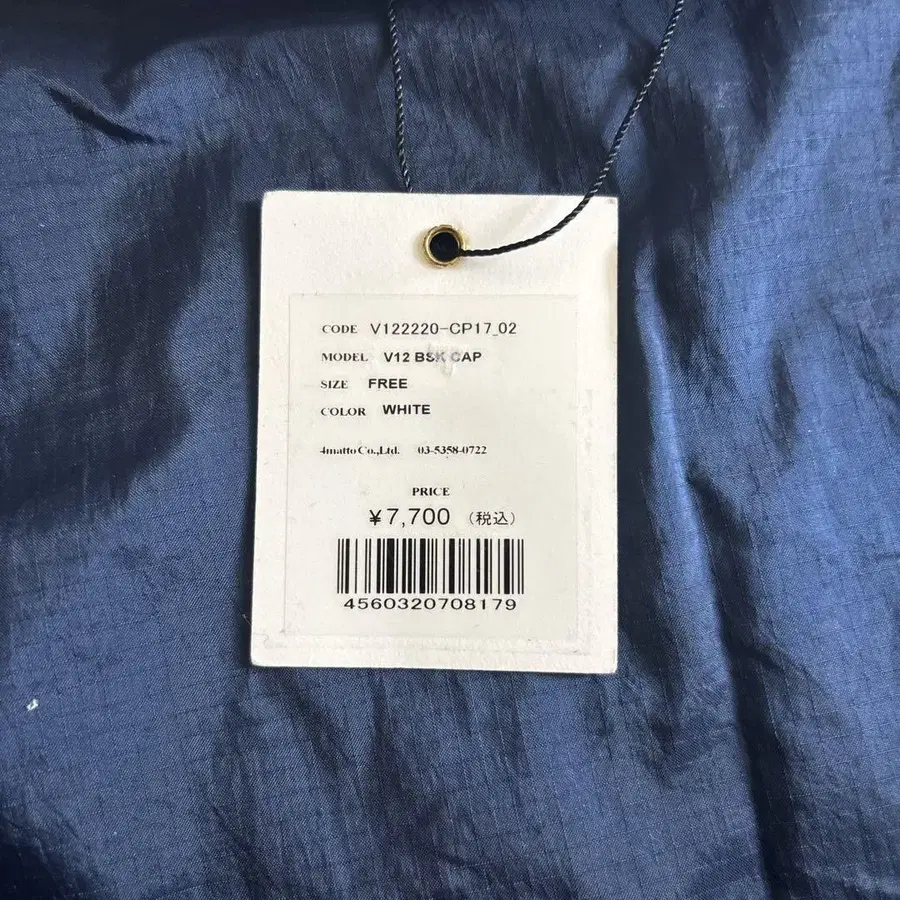 CODE V122220-CP17_02
MODEL V12 BSK CAP
SIZE FREE
COLOR WHITE
4matto Co.,Ltd. 03-5358-0722
PRICE
¥7,700 (税込)
4560320708179